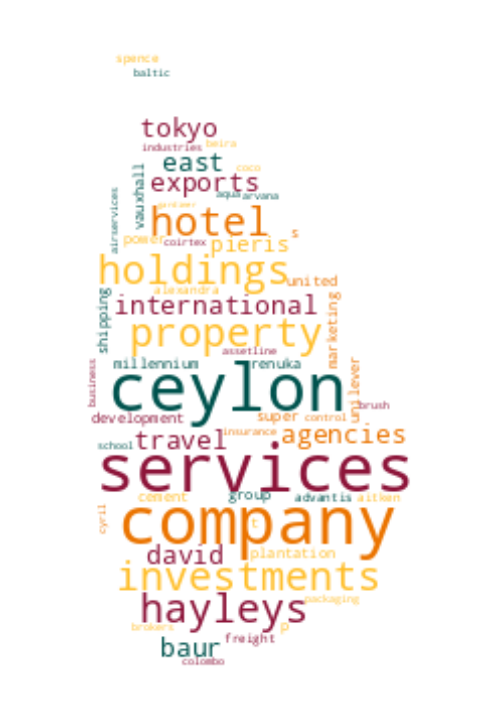 spence
baltic
tokyo
industries beira
east coco
vauxhall exports
airservices aqua arvana
gardiner
hotel s
power coirtex pieris
holdings united
alexandra
shipping international marketing
property
assetline
millennium renuka
business ceylon unilever
brush
development super control
school travel insurance agencies
services
cement group advantis aitken
cyril company
t
david plantation
investments
hayleys packaging
brokers p
freight
baur
colombo